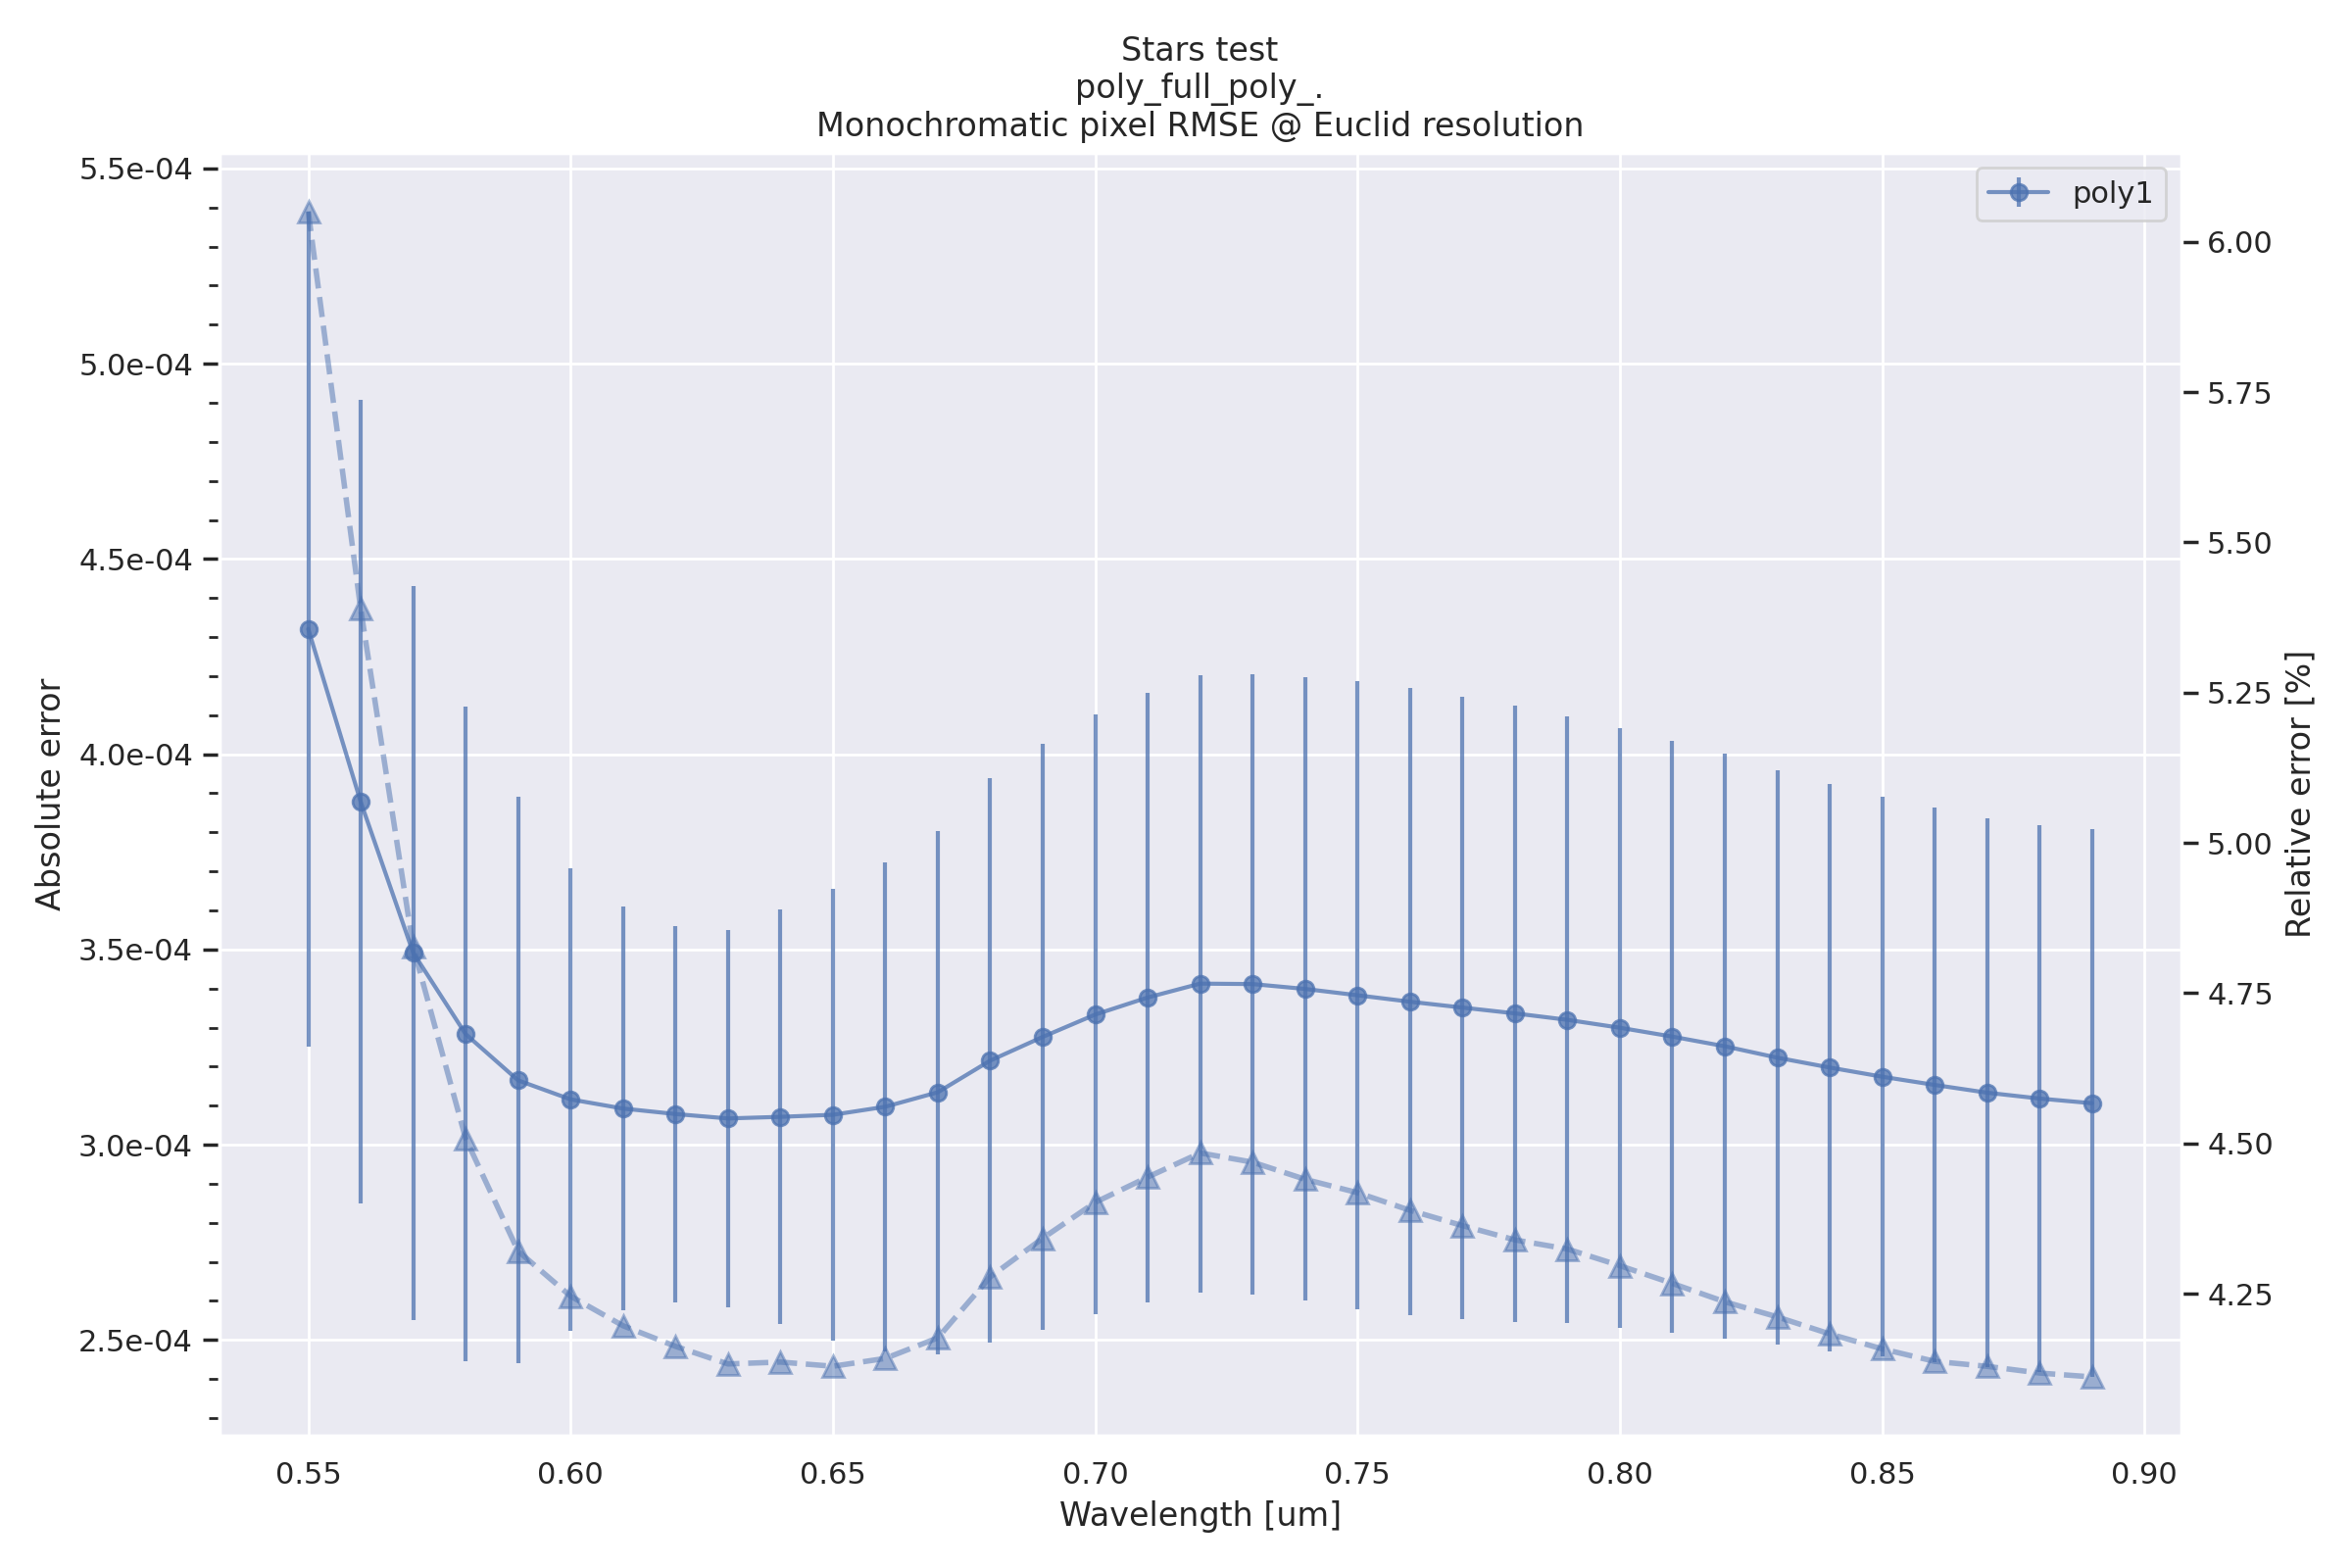 Stars test
poly_full_poly_.
Monochromatic pixel RMSE @ Euclid resolution
poly1
5.5e-04
5.0e-04
4.5e-04
4.0e-04
3.5e-04
3.0e-04
2.5e-04
Absolute error
6.00
5.75
5.50
5.25
5.00
4.75
4.50
4.25
Relative error [%]
0.55 0.60 0.65 0.70 0.75 0.80 0.85 0.90
Wavelength [um]